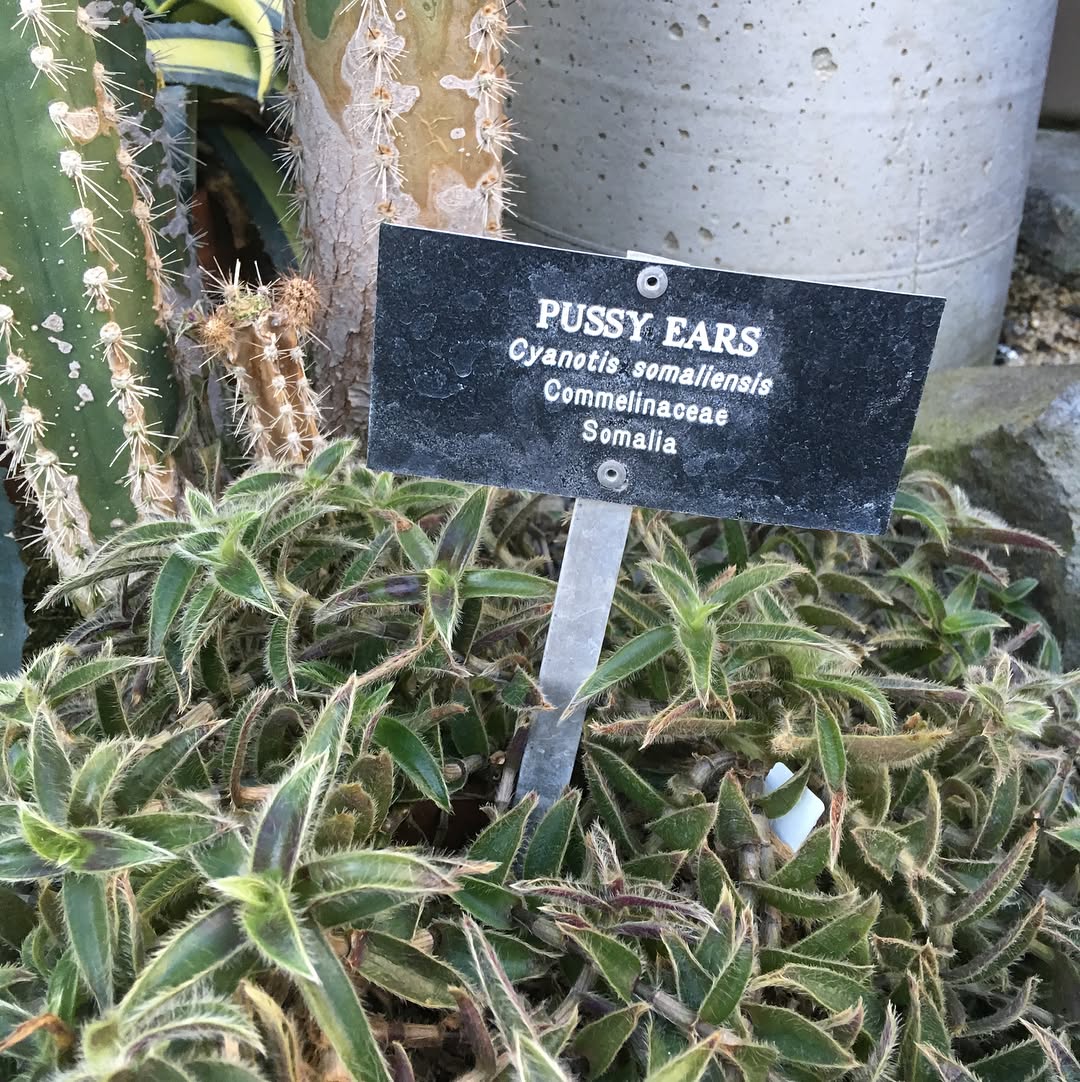 PUSSY EARS
Cyanotis somaliensis
Commelinaceae
Somalia